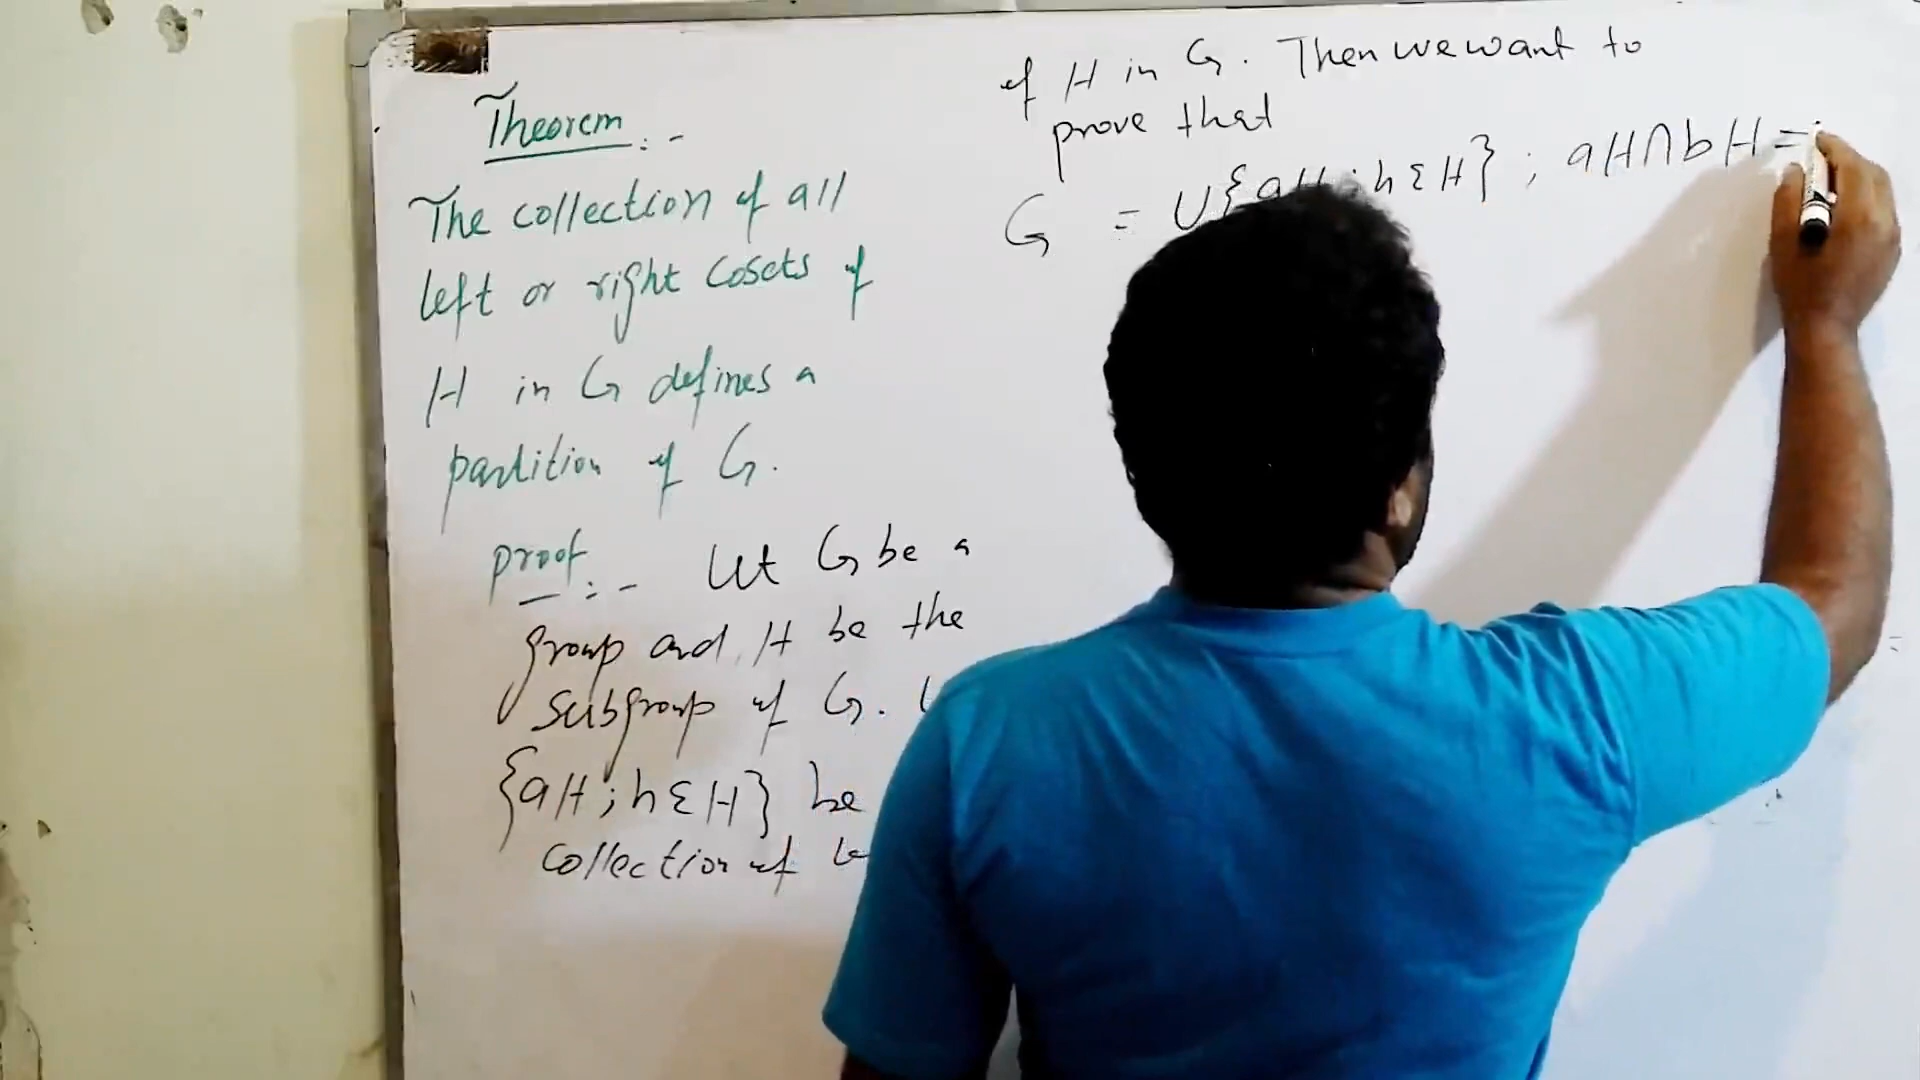 Theorem :-
The collection of all
left or right cosets of
H in G defines a
partition of G.
proof :- Let G be a
group and H be the
subgroup of G.
{aH ; h ε H} be
collection of
of H in G. Then we want to
prove that
G = U{aH ; h ε H} ; aH ∩ bH =